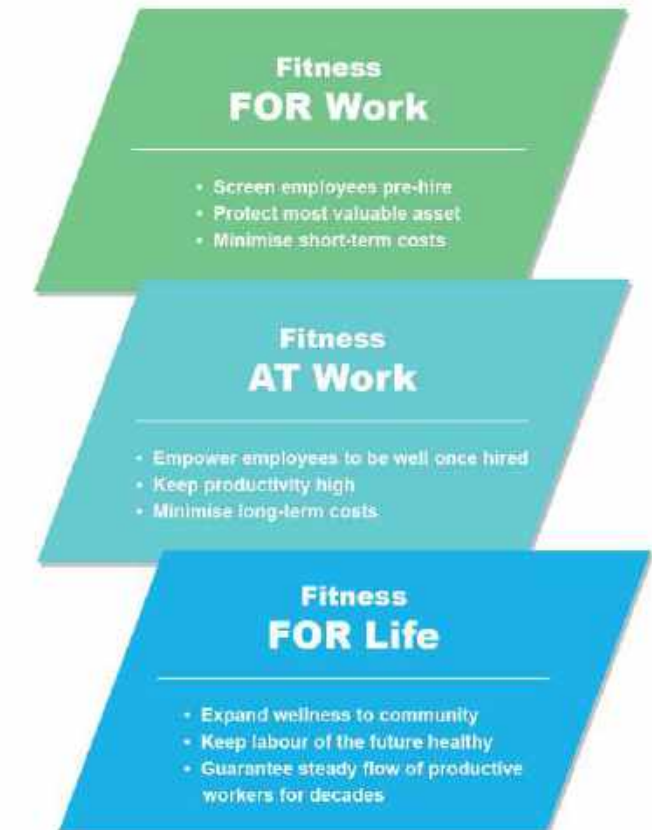 Fitness
FOR Work
• Screen employees pre-hire
• Protect most valuable asset
• Minimise short-term costs
Fitness
AT Work
• Empower employees to be well once hired
• Keep productivity high
• Minimise long-term costs
Fitness
FOR Life
• Expand wellness to community
• Keep labour of the future healthy
• Guarantee steady flow of productive
workers for decades